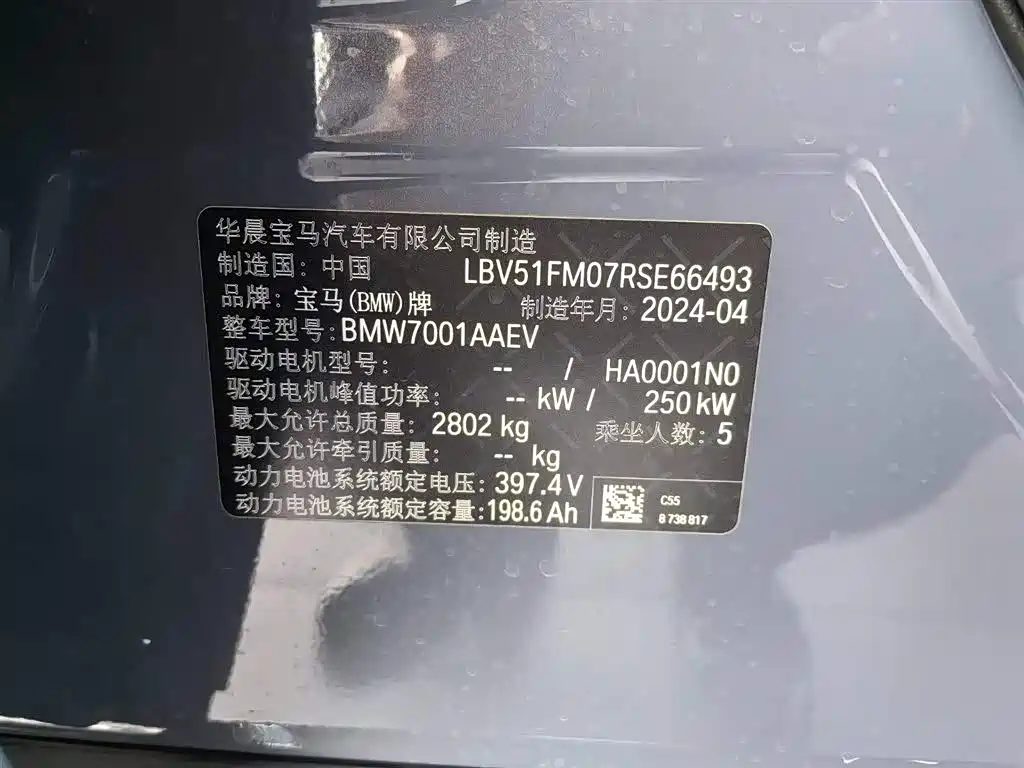 华晨宝马汽车有限公司制造
制造国: 中国 LBV51FM07RSE66493
品牌: 宝马(BMW)牌 制造年月: 2024-04
整车型号: BMW7001AAEV
驱动电机型号: -- / HA0001N0
驱动电机峰值功率: -- kW / 250 kW
最大允许总质量: 2802 kg 乘坐人数: 5
最大允许牵引质量: -- kg
动力电池系统额定电压: 397.4 V
动力电池系统额定容量: 198.6 Ah
C55
8 738 817